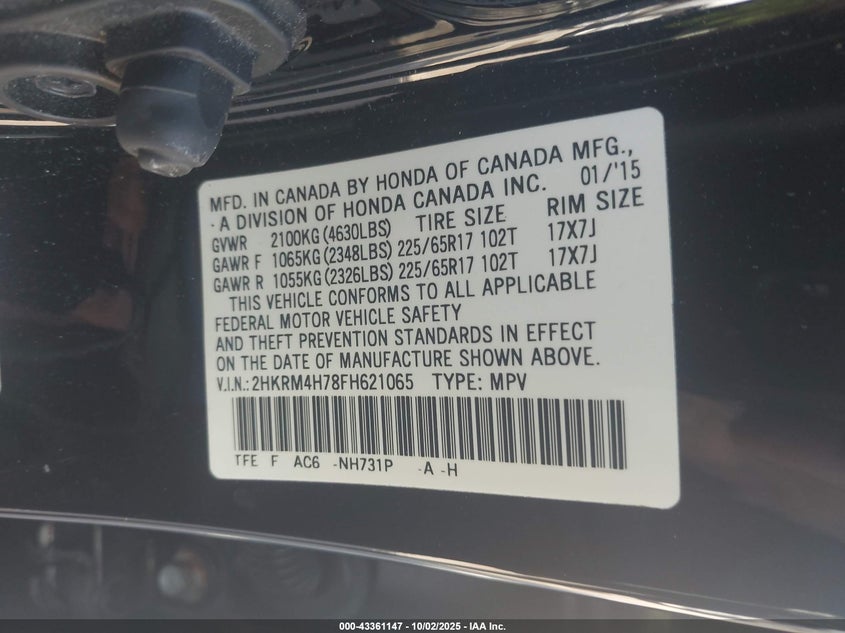 MFD. IN CANADA BY HONDA OF CANADA MFG.,
-A DIVISION OF HONDA CANADA INC. 01/'15
GVWR 2100KG(4630LBS) TIRE SIZE RIM SIZE
GAWR F 1065KG(2348LBS) 225/65R17 102T 17X7J
GAWR R 1055KG(2326LBS) 225/65R17 102T 17X7J
THIS VEHICLE CONFORMS TO ALL APPLICABLE
FEDERAL MOTOR VEHICLE SAFETY
AND THEFT PREVENTION STANDARDS IN EFFECT
ON THE DATE OF MANUFACTURE SHOWN ABOVE.
V.I.N.:2HKRM4H78FH621065 TYPE: MPV
TFE F AC6 -NH731P -A -H
000-43361147 - 10/02/2025 - IAA Inc.